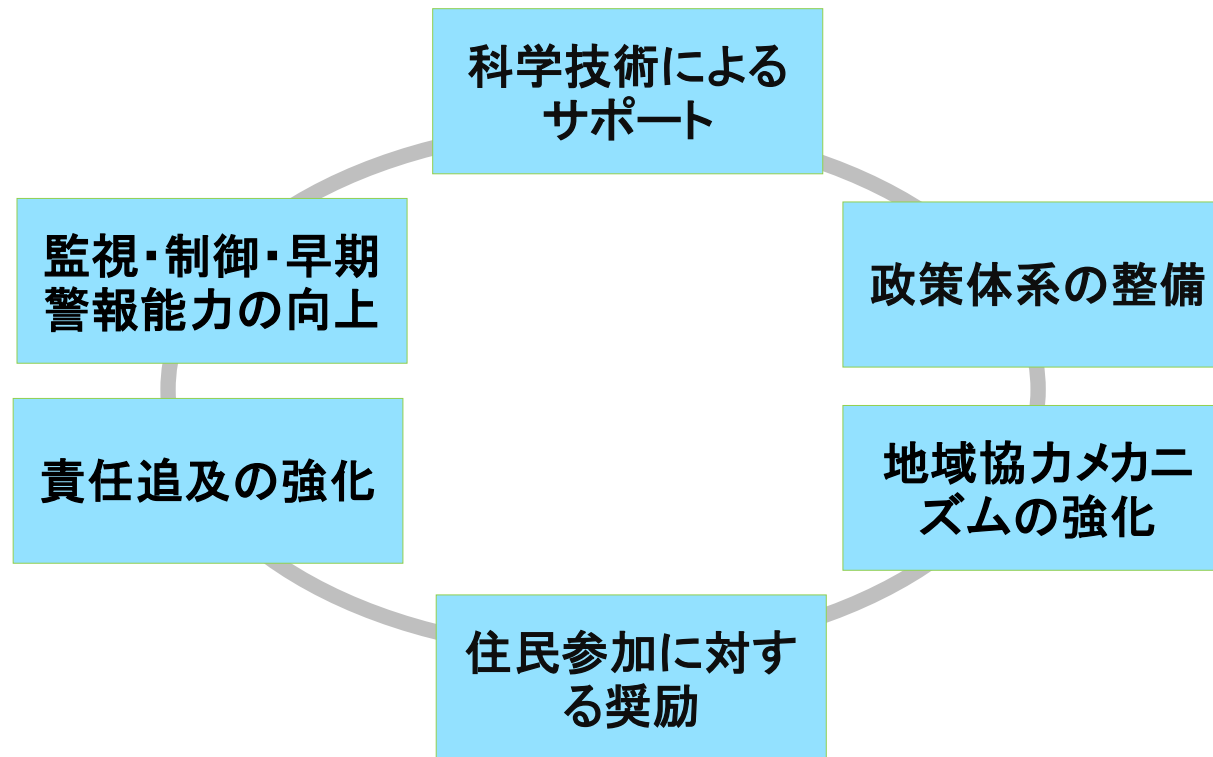 科学技術による
サポート
監視・制御・早期
警報能力の向上
政策体系の整備
責任追及の強化
地域協力メカニ
ズムの強化
住民参加に対す
る奨励